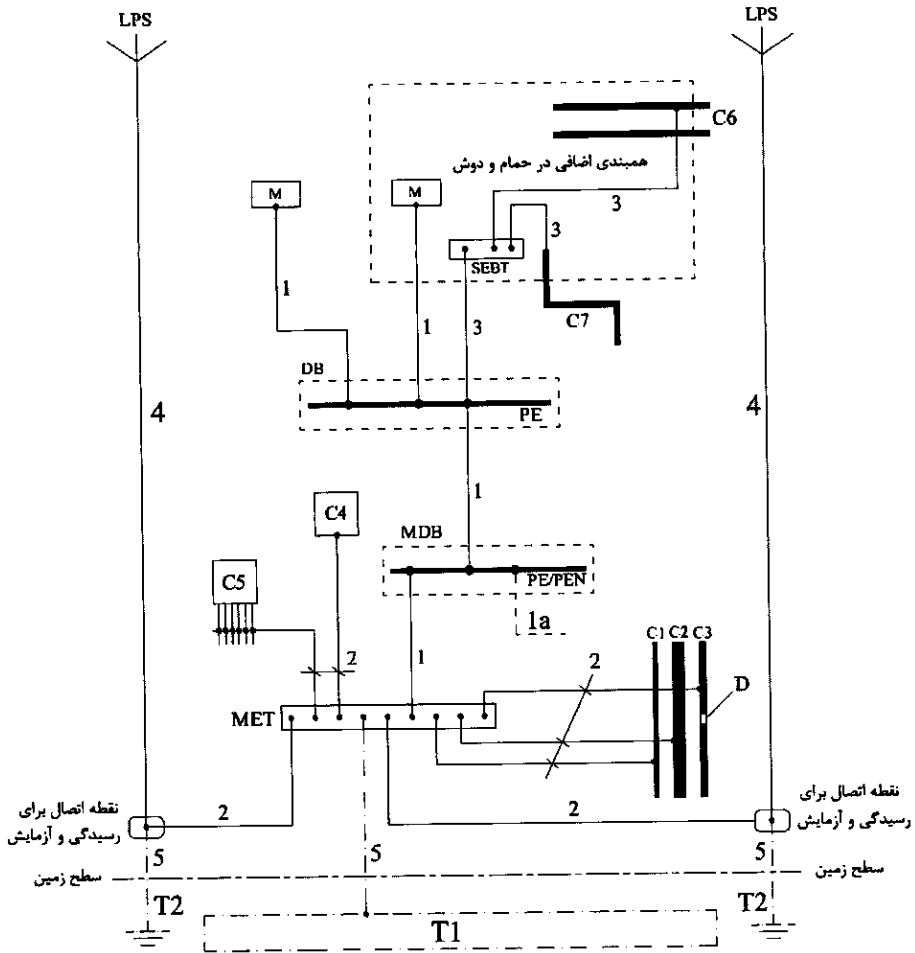 LPS
LPS
C6
همبندی اضافی در حمام و دوش
M
M
3
3
SEBT
1
1
3
C7
DB
PE
4
4
1
C4
MDB
C5
PE/PEN
1a
C1 C2 C3
2
1
2
D
MET
نقطه اتصال برای
رسیدگی و آزمایش
2
2
نقطه اتصال برای
رسیدگی و آزمایش
5
5
5
سطح زمین
سطح زمین
T2
T2
T1